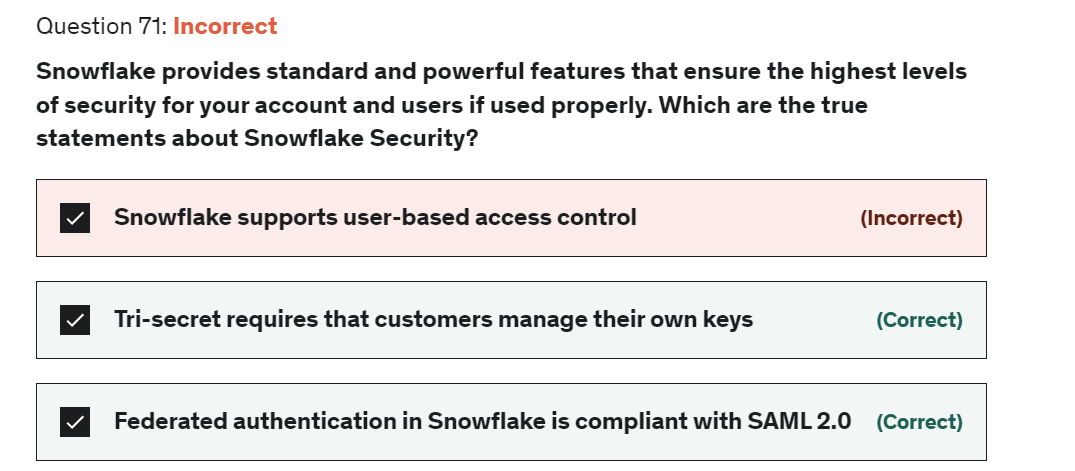 Question 71: Incorrect
Snowflake provides standard and powerful features that ensure the highest levels
of security for your account and users if used properly. Which are the true
statements about Snowflake Security?
Snowflake supports user-based access control (Incorrect)
Tri-secret requires that customers manage their own keys (Correct)
Federated authentication in Snowflake is compliant with SAML 2.0 (Correct)